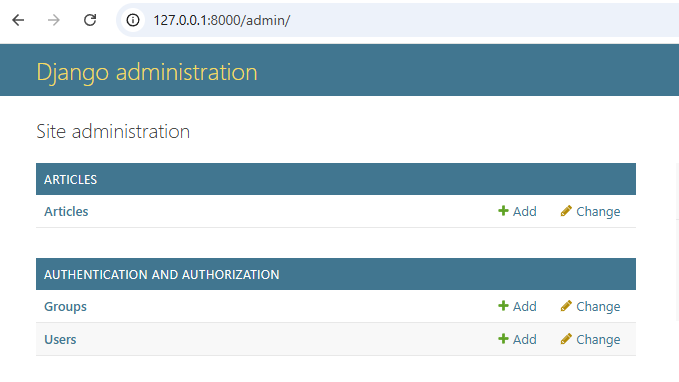 127.0.0.1:8000/admin/
Django administration
Site administration
ARTICLES
Articles Add Change
AUTHENTICATION AND AUTHORIZATION
Groups Add Change
Users Add Change